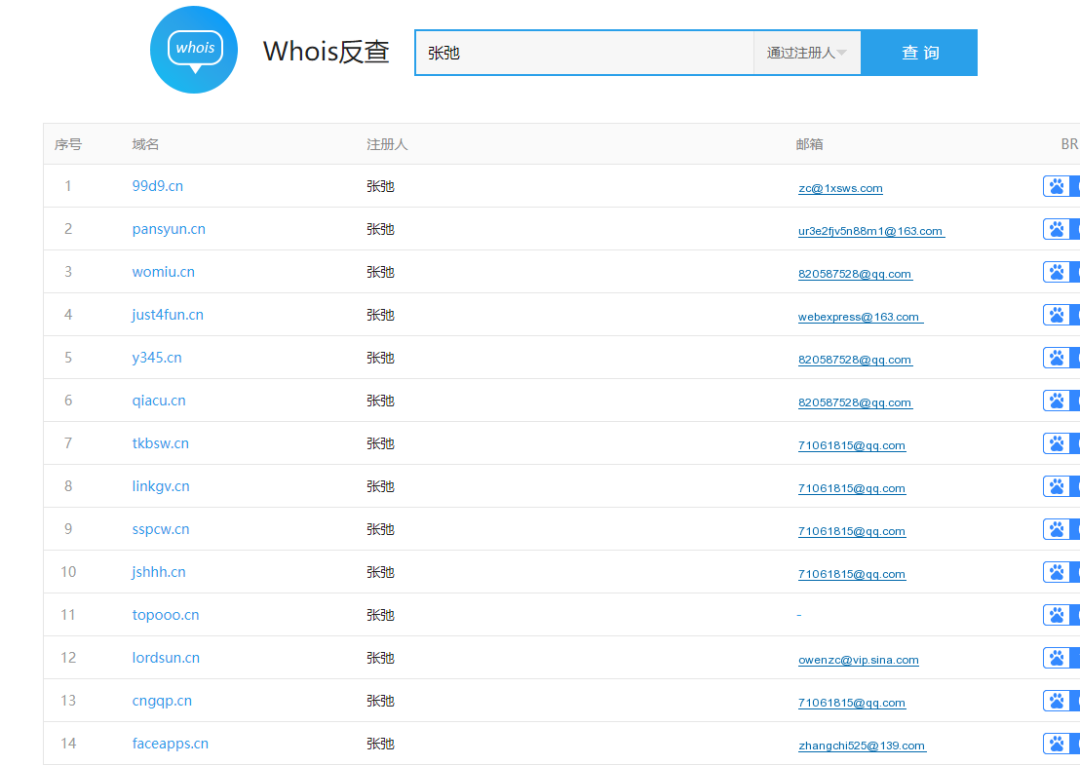 whois Whois反查 张弛 通过注册人 查 询
序号 域名 注册人 邮箱 BR
1 99d9.cn 张弛 zc@1xsws.com
2 pansyun.cn 张弛 ur3e2fjv5n88m1@163.com
3 womiu.cn 张弛 820587528@qq.com
4 just4fun.cn 张弛 webexpress@163.com
5 y345.cn 张弛 820587528@qq.com
6 qiacu.cn 张弛 820587528@qq.com
7 tkbsw.cn 张弛 71061815@qq.com
8 linkgv.cn 张弛 71061815@qq.com
9 sspcw.cn 张弛 71061815@qq.com
10 jshhh.cn 张弛 71061815@qq.com
11 topooo.cn 张弛 -
12 lordsun.cn 张弛 owenzc@vip.sina.com
13 cngqp.cn 张弛 71061815@qq.com
14 faceapps.cn 张弛 zhangchi525@139.com